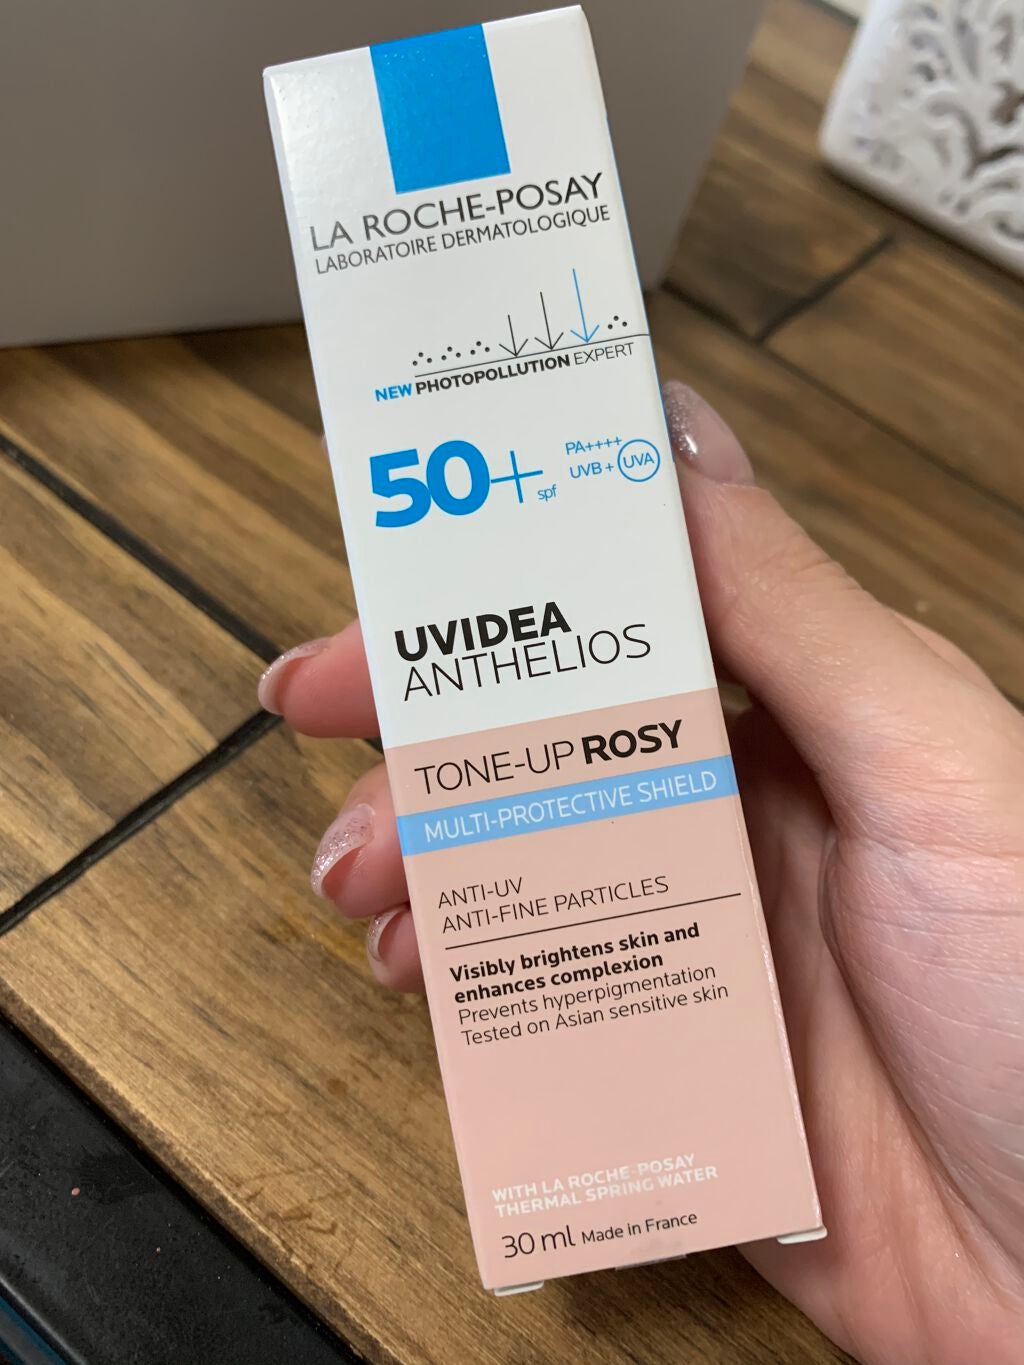 LA ROCHE-POSAY
LABORATOIRE DERMATOLOGIQUE
NEW PHOTOPOLLUTION EXPERT
50+ spf
PA++++
UVB + UVA
UVIDEA
ANTHELIOS
TONE-UP ROSY
MULTI-PROTECTIVE SHIELD
ANTI-UV
ANTI-FINE PARTICLES
Visibly brightens skin and
enhances complexion
Prevents hyperpigmentation
Tested on Asian sensitive skin
WITH LA ROCHE-POSAY
THERMAL SPRING WATER
30 ml Made in France